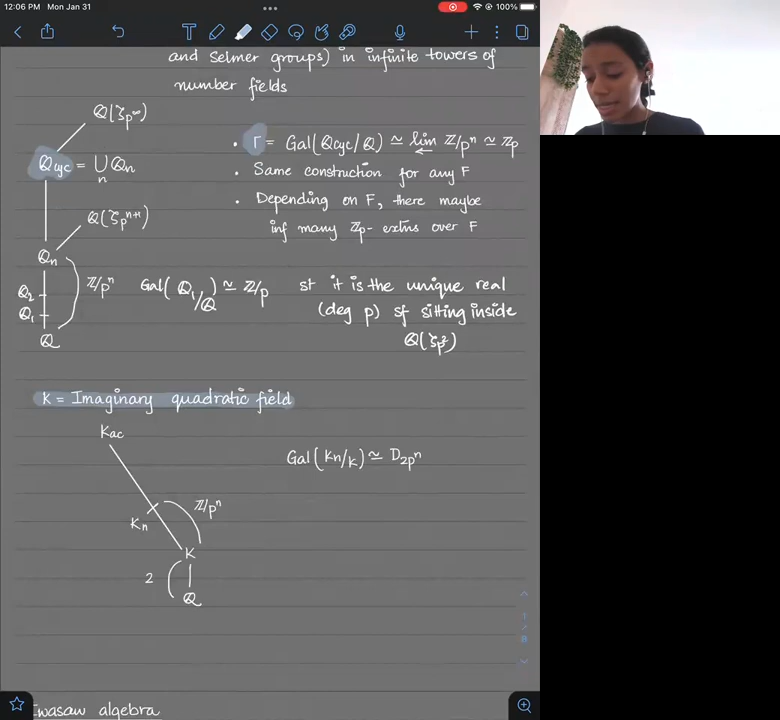 12:06 PM Mon Jan 31
100%
and Selmer groups) in infinite towers of
number fields
Q(ζp∞)
Qcyc = ∪ Qn
n
Q(ζpⁿ⁺¹)
Qn
Q2
Q1
Q
ℤ/pⁿ
• Γ = Gal(Qcyc/Q) ≃ lim ℤ/pⁿ ≃ ℤp
←
• Same construction for any F
• Depending on F, there maybe
inf many ℤp- extns over F
Gal(Q1/Q) ≃ ℤ/p st it is the unique real
(deg p) sf sitting inside
Q(ζp²)
K = Imaginary quadratic field
Kac
Gal(Kn/K) ≃ D2pⁿ
ℤ/pⁿ
Kn
K
2
Q
Iwasaw algebra